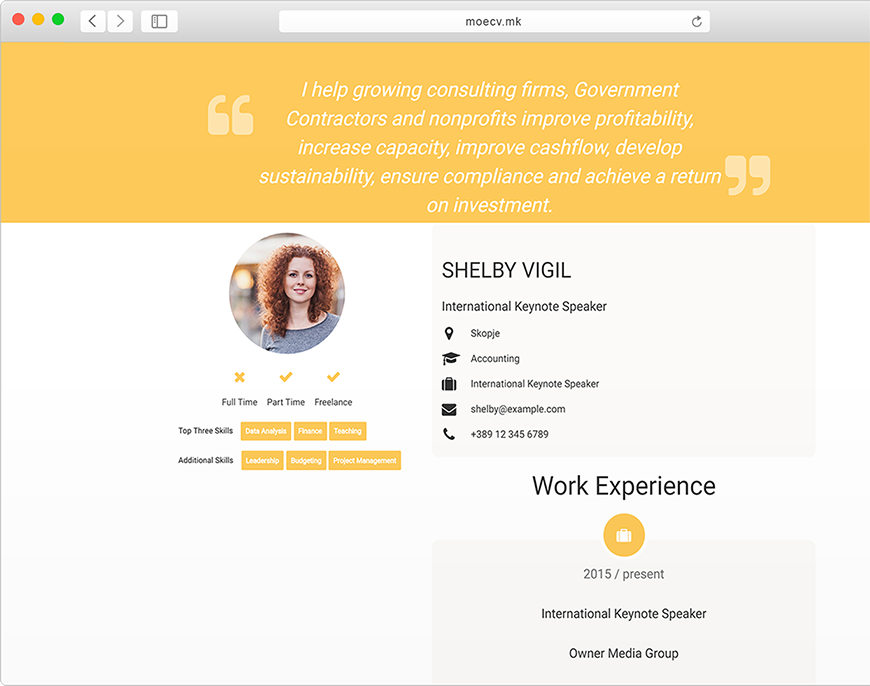 moecv.mk
I help growing consulting firms, Government
Contractors and nonprofits improve profitability,
increase capacity, improve cashflow, develop
sustainability, ensure compliance and achieve a return
on investment.
Full Time Part Time Freelance
Top Three Skills Data Analysis Finance Teaching
Additional Skills Leadership Budgeting Project Management
SHELBY VIGIL
International Keynote Speaker
Skopje
Accounting
International Keynote Speaker
shelby@example.com
+389 12 345 6789
Work Experience
2015 / present
International Keynote Speaker
Owner Media Group